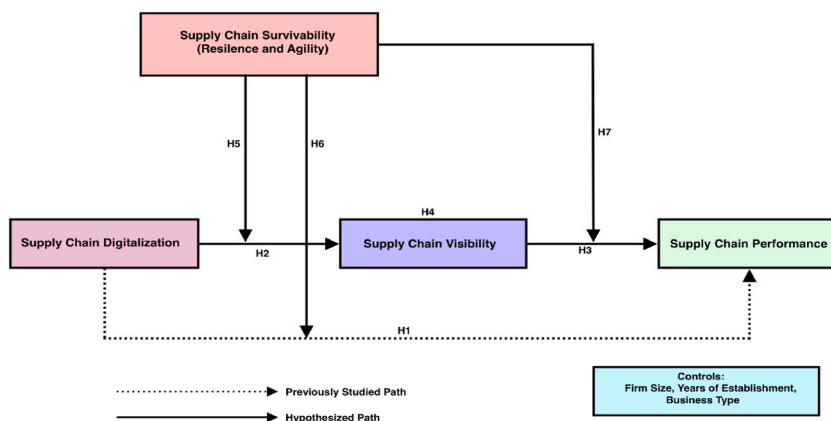 Supply Chain Survivability
(Resilence and Agility)
H5
H6
H7
H4
Supply Chain Digitalization
H2
Supply Chain Visibility
H3
Supply Chain Performance
H1
Previously Studied Path
Hypothesized Path
Controls:
Firm Size, Years of Establishment,
Business Type